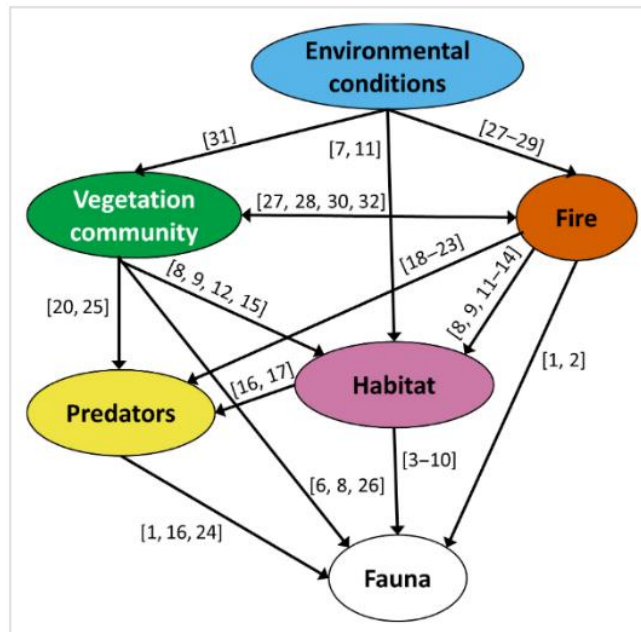 Environmental
conditions
[31]
[7, 11]
[27–29]
Vegetation
community
[27, 28, 30, 32]
Fire
[18–23]
[8, 9, 12, 15]
[20, 25]
[8, 9, 11–14]
[1, 2]
[16, 17]
Habitat
Predators
[3–10]
[6, 8, 26]
[1, 16, 24]
Fauna